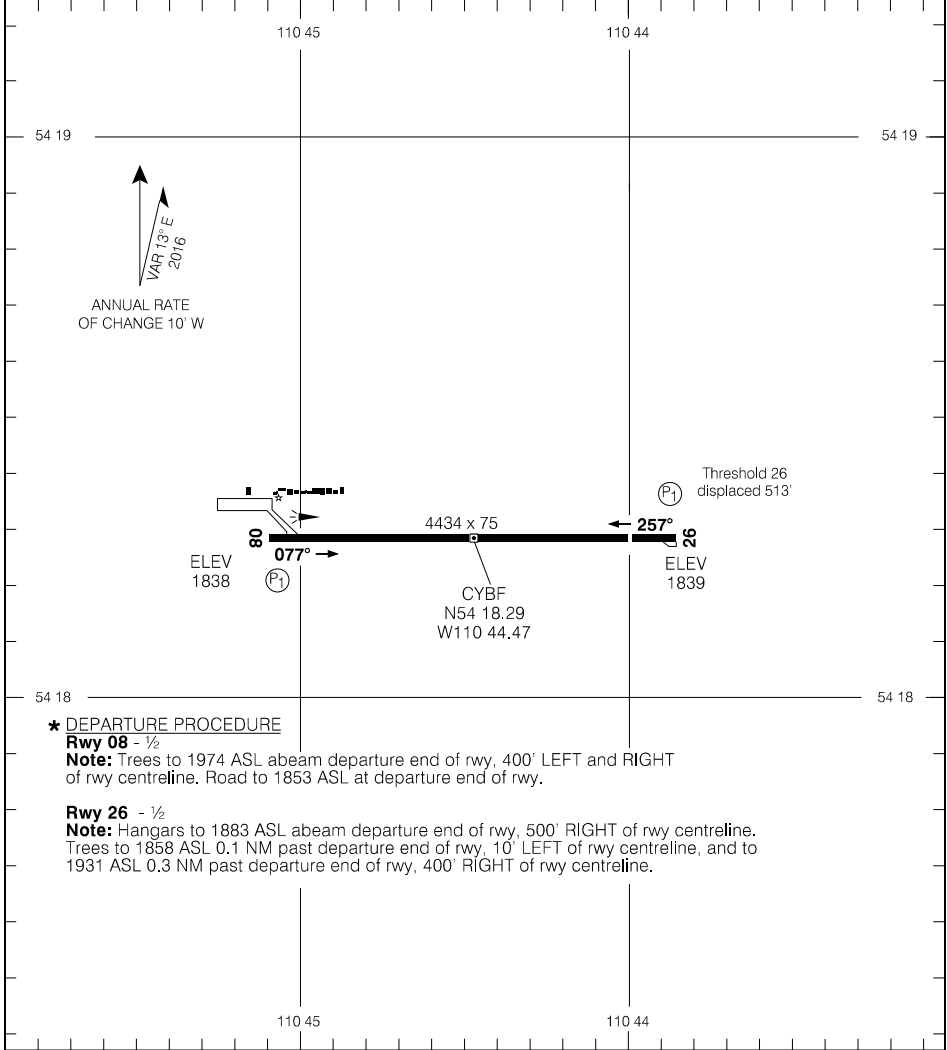 110 45
110 44
54 19
54 19
VAR 13° E
2016
ANNUAL RATE
OF CHANGE 10' W
Threshold 26
displaced 513'
P1
4434 x 75
257°
08
26
077°
ELEV
1838
P1
ELEV
1839
CYBF
N54 18.29
W110 44.47
54 18
54 18
* DEPARTURE PROCEDURE
Rwy 08 - ½
Note: Trees to 1974 ASL abeam departure end of rwy, 400' LEFT and RIGHT
of rwy centreline. Road to 1853 ASL at departure end of rwy.
Rwy 26 - ½
Note: Hangars to 1883 ASL abeam departure end of rwy, 500' RIGHT of rwy centreline.
Trees to 1858 ASL 0.1 NM past departure end of rwy, 10' LEFT of rwy centreline, and to
1931 ASL 0.3 NM past departure end of rwy, 400' RIGHT of rwy centreline.
110 45
110 44